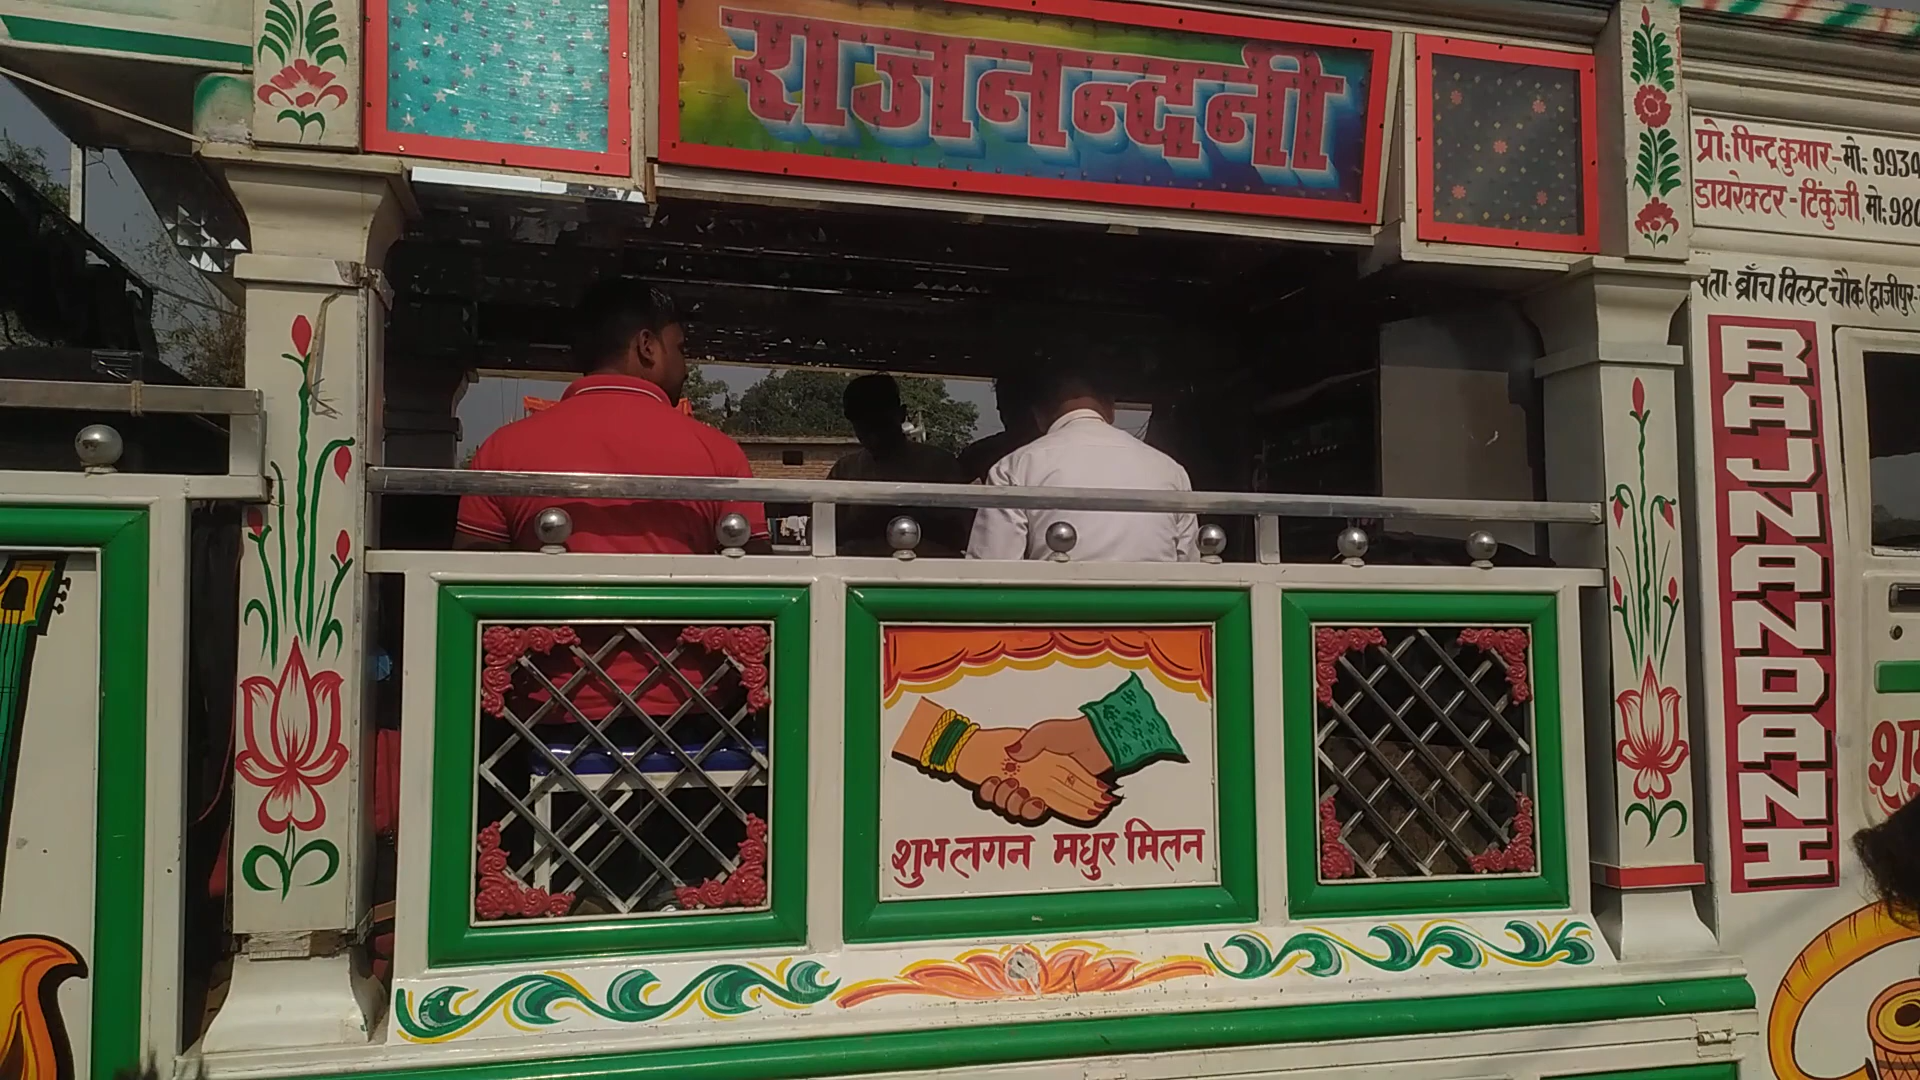 राजनन्दनी
प्रो: पिन्टू कुमार, - मो: 9934
डायरेक्टर - टिंकु जी, मो: 980
पता- ब्राँच विलट चौक (हाजीपुर-
RAJNANDANI
शुभ लगन मधुर मिलन